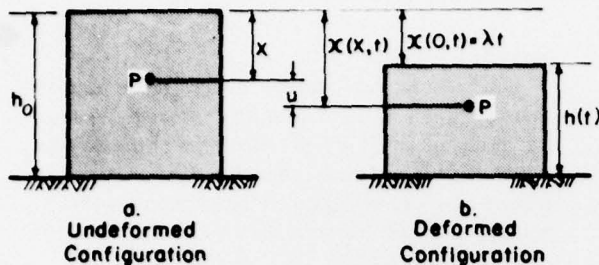 h₀
P
X
u
χ(X,t)
χ(0,t) = λt
P
h(t)
a.
Undeformed
Configuration
b.
Deformed
Configuration